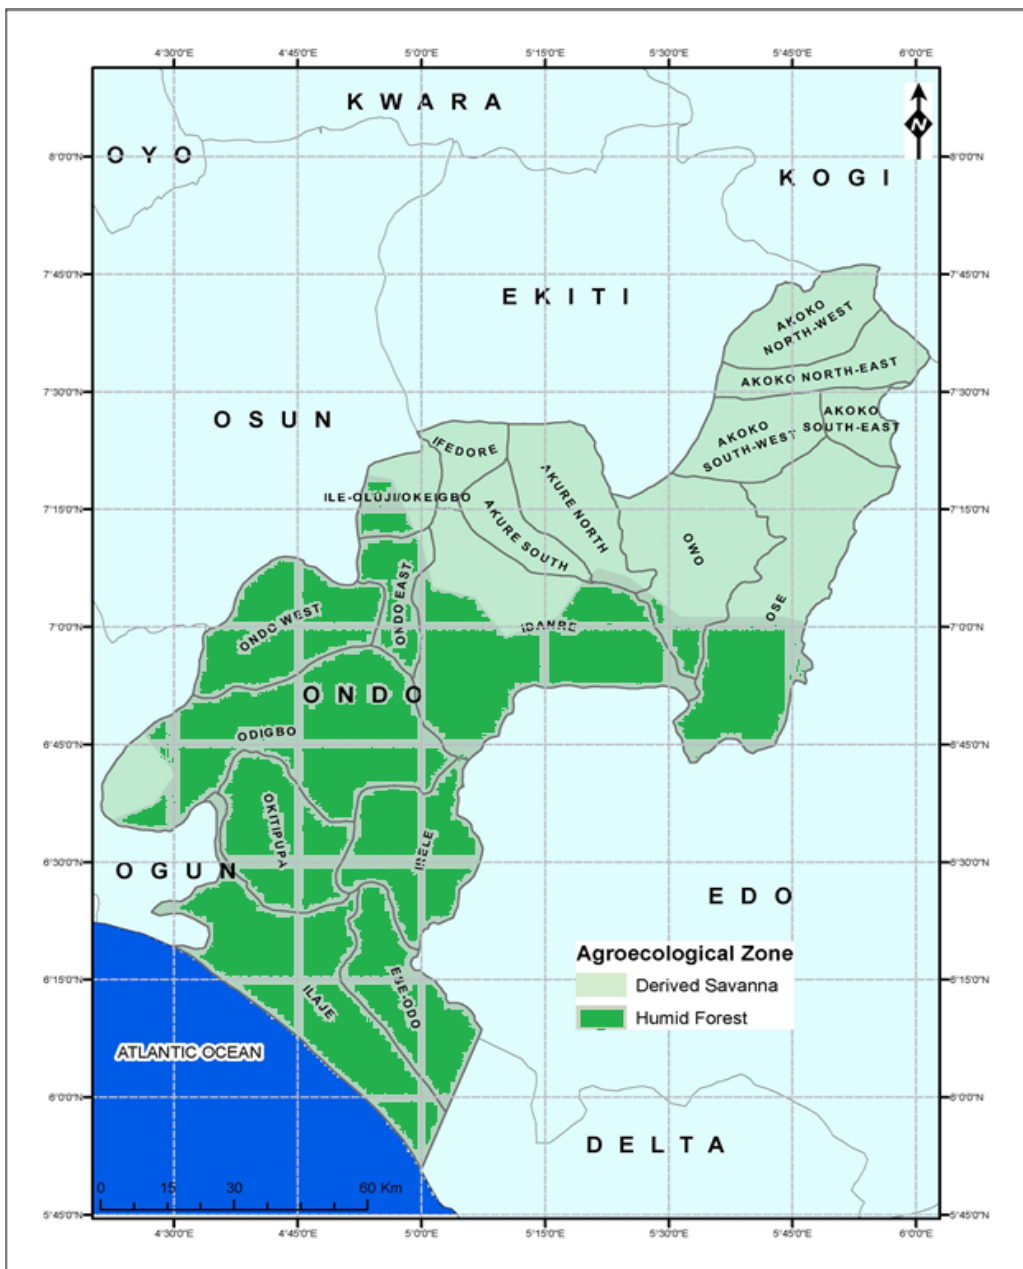 4°30'0"E 4°45'0"E 5°0'0"E 5°15'0"E 5°30'0"E 5°45'0"E 6°0'0"E
KWARA
N
OYO
8°0'0"N 8°0'0"N
KOGI
7°45'0"N 7°45'0"N
EKITI
AKOKO
NORTH-WEST
AKOKO NORTH-EAST
7°30'0"N 7°30'0"N
OSUN
AKOKO
SOUTH-EAST
AKOKO
SOUTH-WEST
IFEDORE
ILE-OLUJI/OKEIGBO
AKURE NORTH
7°15'0"N 7°15'0"N
AKURE SOUTH
OWO
ONDO EAST
OSE
ONDO WEST
IDANRE
7°0'0"N 7°0'0"N
ONDO
ODIGBO
6°45'0"N 6°45'0"N
OKITIPUPA
IRELE
6°30'0"N 6°30'0"N
OGUN
EDO
Agroecological Zone
Derived Savanna
Humid Forest
6°15'0"N 6°15'0"N
ESE-ODO
ILAJE
ATLANTIC OCEAN
6°0'0"N 6°0'0"N
DELTA
0 15 30 60 Km
5°45'0"N 5°45'0"N
4°30'0"E 4°45'0"E 5°0'0"E 5°15'0"E 5°30'0"E 5°45'0"E 6°0'0"E